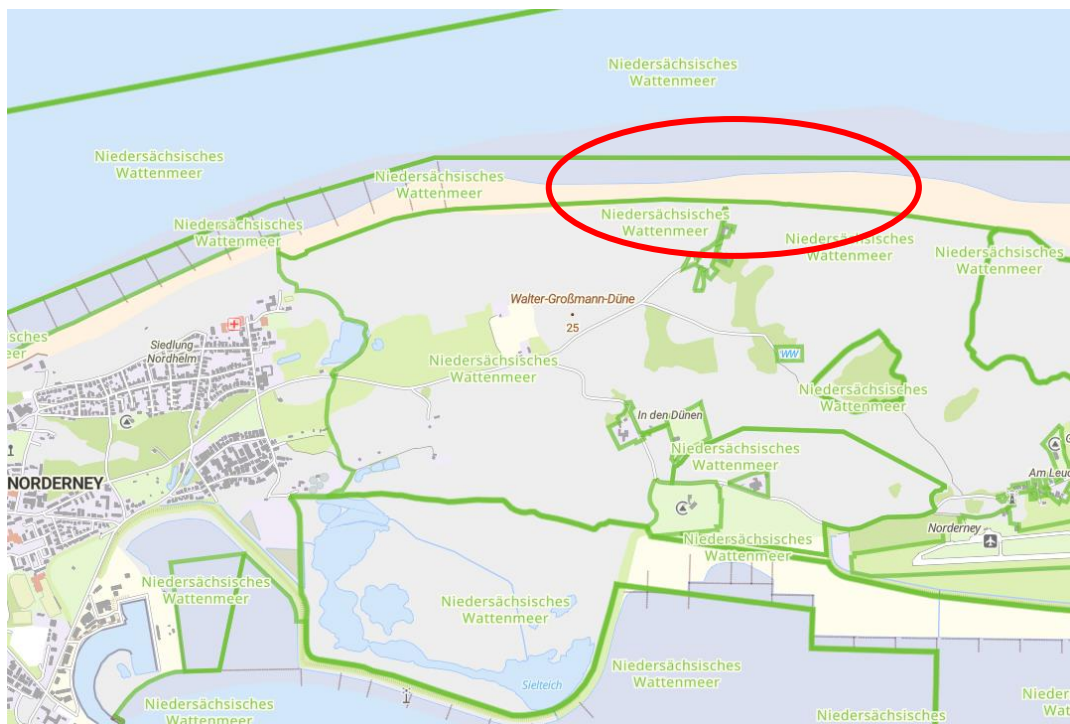 Niedersächsisches
Wattenmeer
Niedersächsisches
Wattenmeer
Niedersächsisches
Wattenmeer
Niedersächsisches
Wattenmeer
Niedersächsisches
Wattenmeer
Niedersächsisches
Wattenmeer
Niedersächsisches
Wattenmeer
Walter-Großmann-Düne
25
Siedlung
Nordhelm
Niedersächsisches
Wattenmeer
WW
Niedersächsisches
Wattenmeer
In den Dünen
Niedersächsisches
Wattenmeer
NORDERNEY
Am Leuc
Norderney
Niedersächsisches
Wattenmeer
Niedersächsisches
Wattenmeer
Niedersächsisches
Wattenmeer
Sielteich
Niedersächsisches
Wattenmeer
Niedersächsisches
Wattenmeer
Niedersächsisches